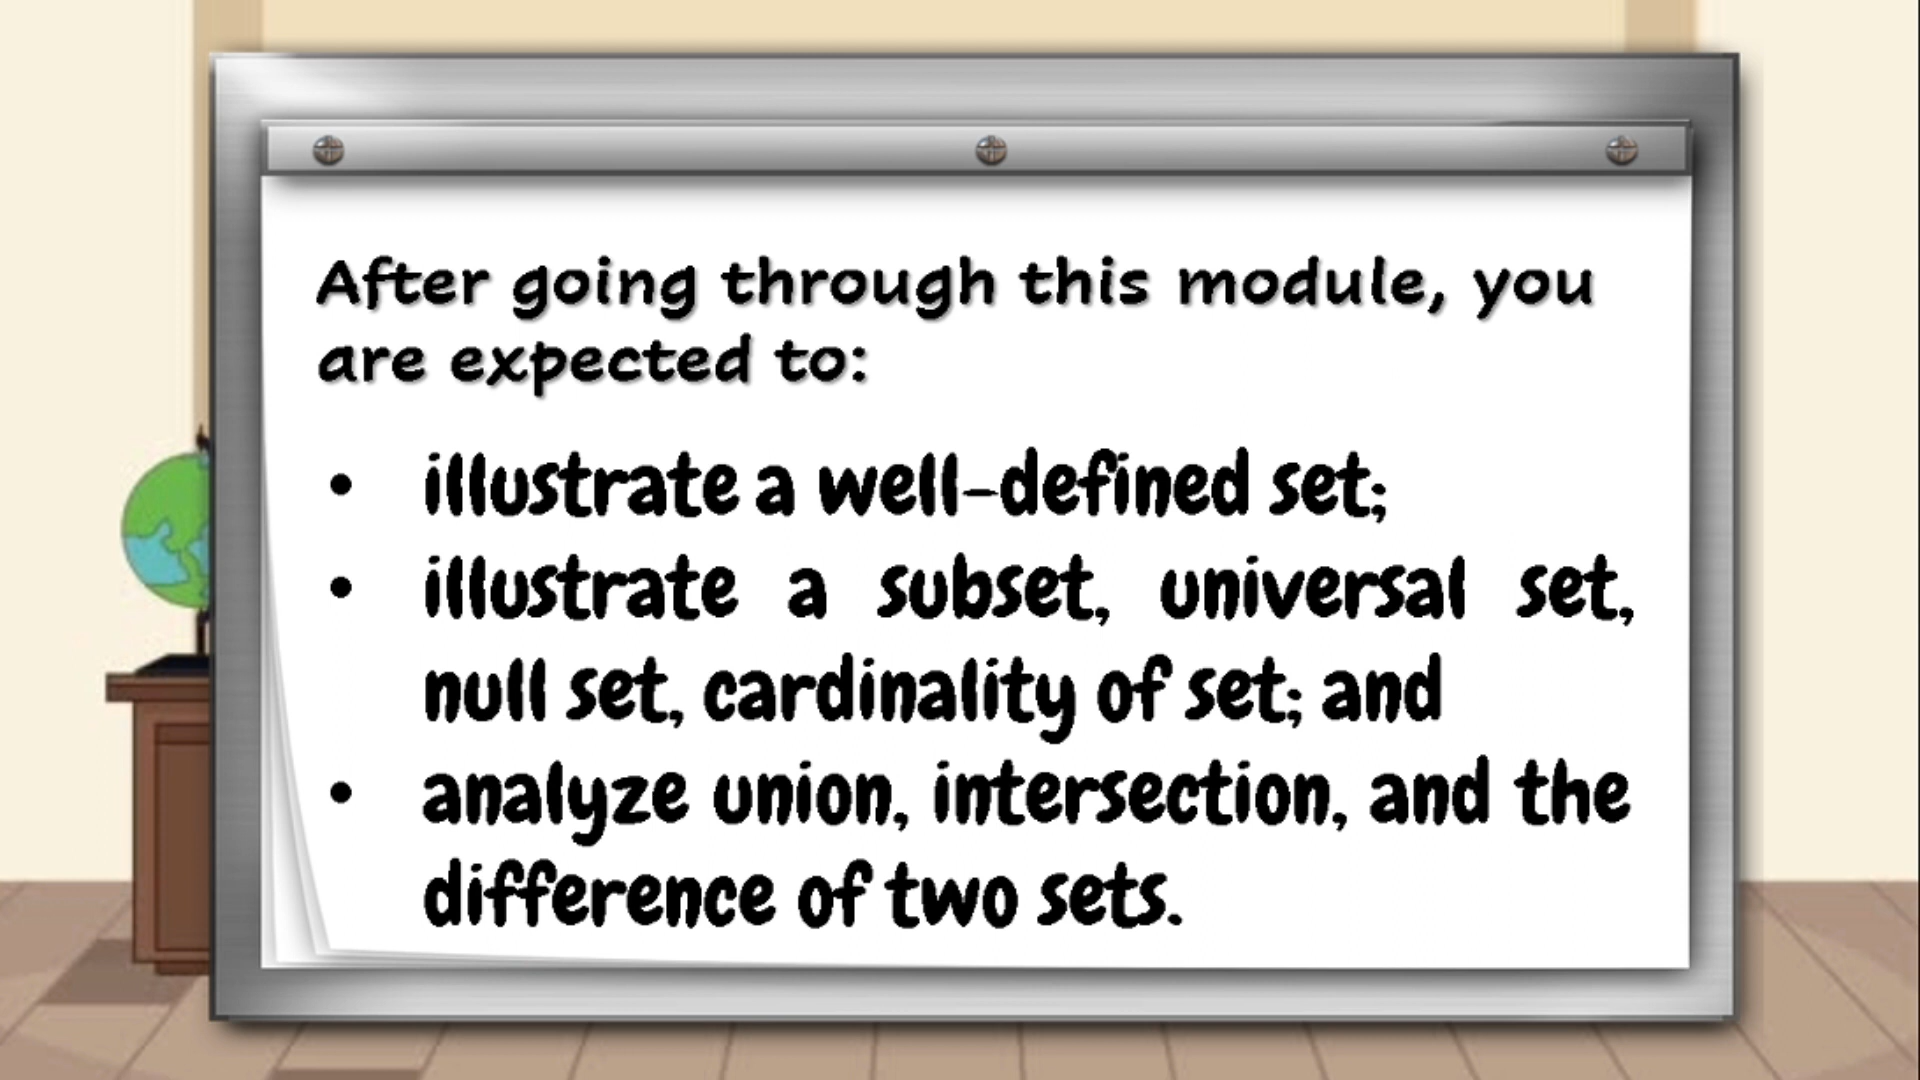 After going through this module, you
are expected to:
• illustrate a well-defined set;
• illustrate a subset, universal set,
null set, cardinality of set; and
• analyze union, intersection, and the
difference of two sets.